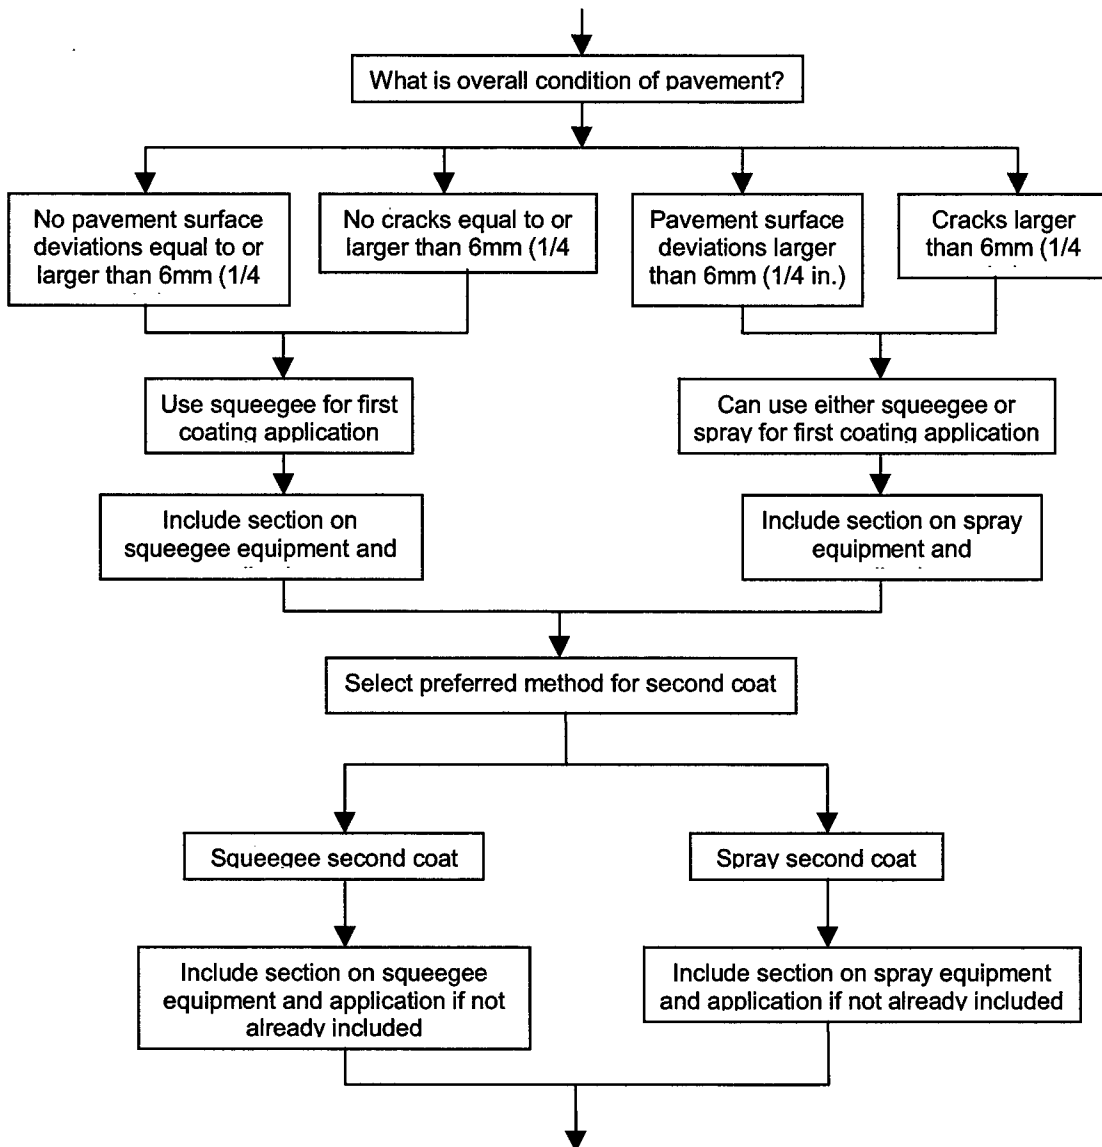 What is overall condition of pavement?
No pavement surface
deviations equal to or
larger than 6mm (1/4
No cracks equal to or
larger than 6mm (1/4
Pavement surface
deviations larger
than 6mm (1/4 in.)
Cracks larger
than 6mm (1/4
Use squeegee for first
coating application
Can use either squeegee or
spray for first coating application
Include section on
squeegee equipment and
Include section on spray
equipment and
Select preferred method for second coat
Squeegee second coat
Spray second coat
Include section on squeegee
equipment and application if not
already included
Include section on spray equipment
and application if not already included